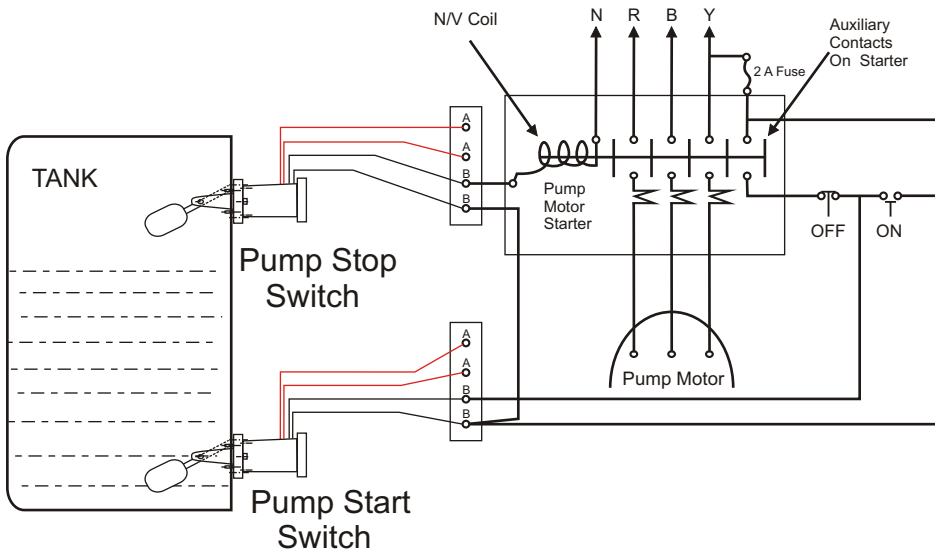 N/V Coil
N R B Y
Auxiliary
Contacts
On Starter
2 A Fuse
A
A
B
B
TANK
Pump
Motor
Starter
OFF ON
Pump Stop
Switch
A
A
B
B
Pump Motor
Pump Start
Switch